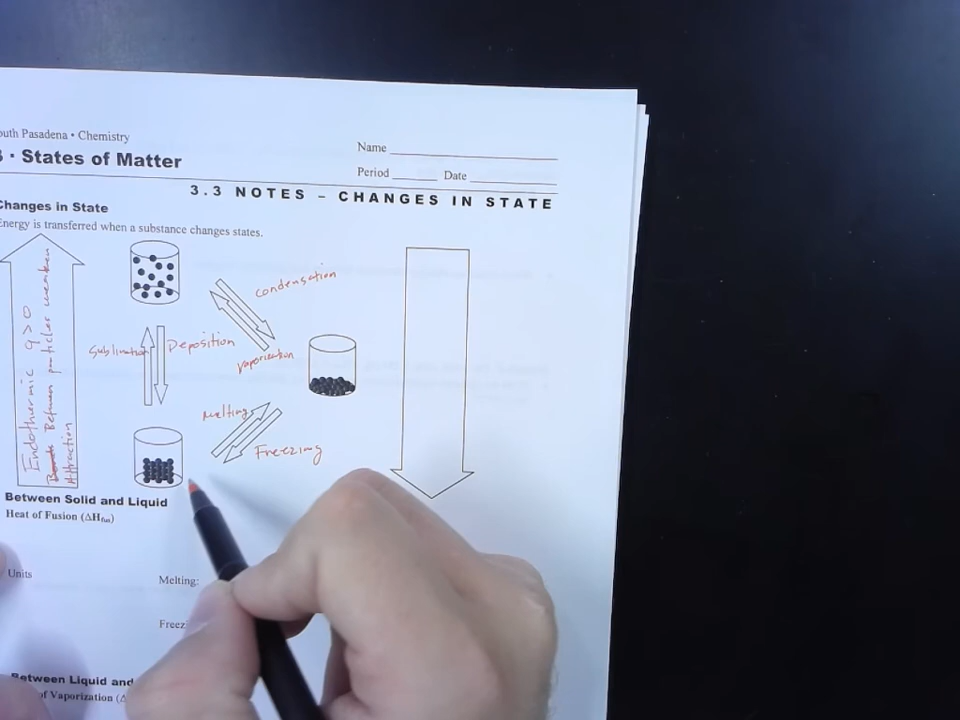 outh Pasadena • Chemistry
Name
· States of Matter
Period Date
3.3 NOTES – CHANGES IN STATE
Changes in State
Energy is transferred when a substance changes states.
Endothermic q>0
Bonds Between particles weaken
Attraction
Condensation
Vaporization
Sublimation
Deposition
Melting
Freezing
Between Solid and Liquid
Heat of Fusion (ΔHfus)
Units
Melting:
Freez
Between Liquid and
of Vaporization (Δ